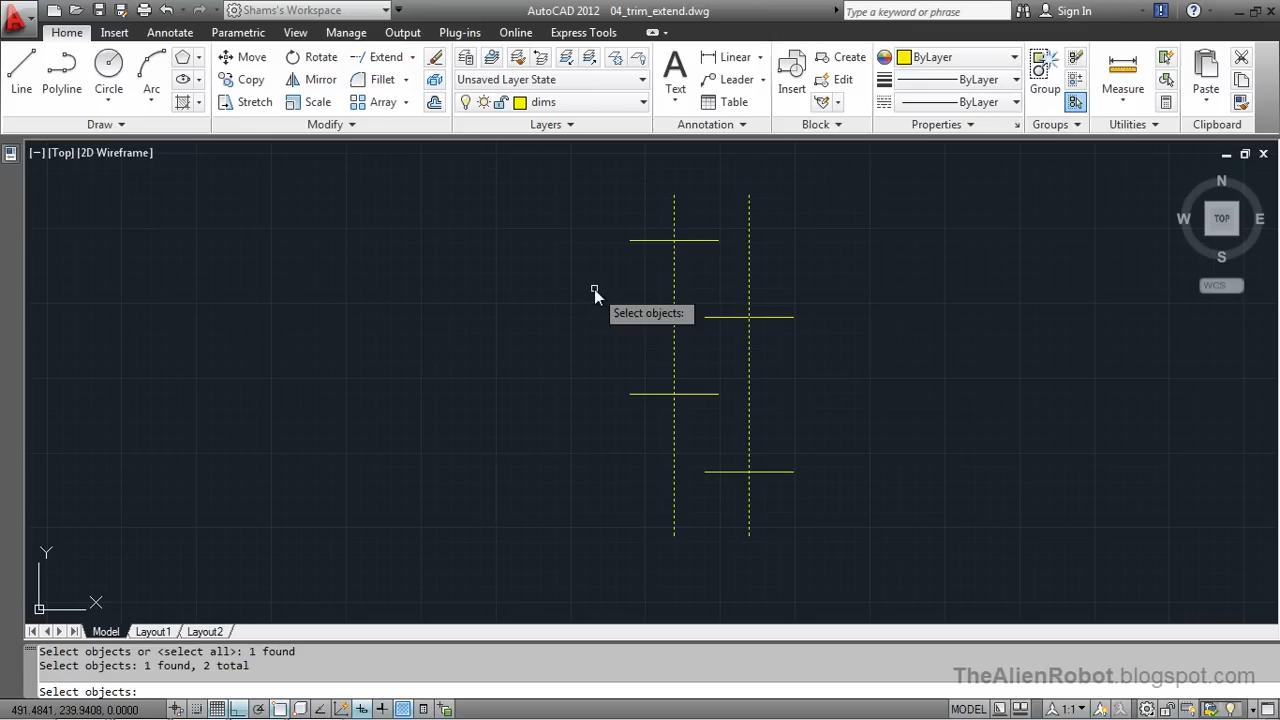 Shams's Workspace
AutoCAD 2012 04_trim_extend.dwg
Type a keyword or phrase
Sign In
Home Insert Annotate Parametric View Manage Output Plug-ins Online Express Tools
Line
Polyline
Circle
Arc
Draw
Move
Rotate
Extend
Copy
Mirror
Fillet
Stretch
Scale
Array
Modify
Unsaved Layer State
dims
Layers
Text
Linear
Leader
Table
Annotation
Insert
Create
Edit
Block
ByLayer
ByLayer
ByLayer
Properties
Group
Groups
Measure
Utilities
Paste
Clipboard
[−] [Top] [2D Wireframe]
N
W TOP E
S
WCS
Select objects:
Y
X
Model Layout1 Layout2
Select objects or <select all>: 1 found
Select objects: 1 found, 2 total
Select objects:
TheAlienRobot.blogspot.com
491.4841, 239.9408, 0.0000
MODEL
1:1